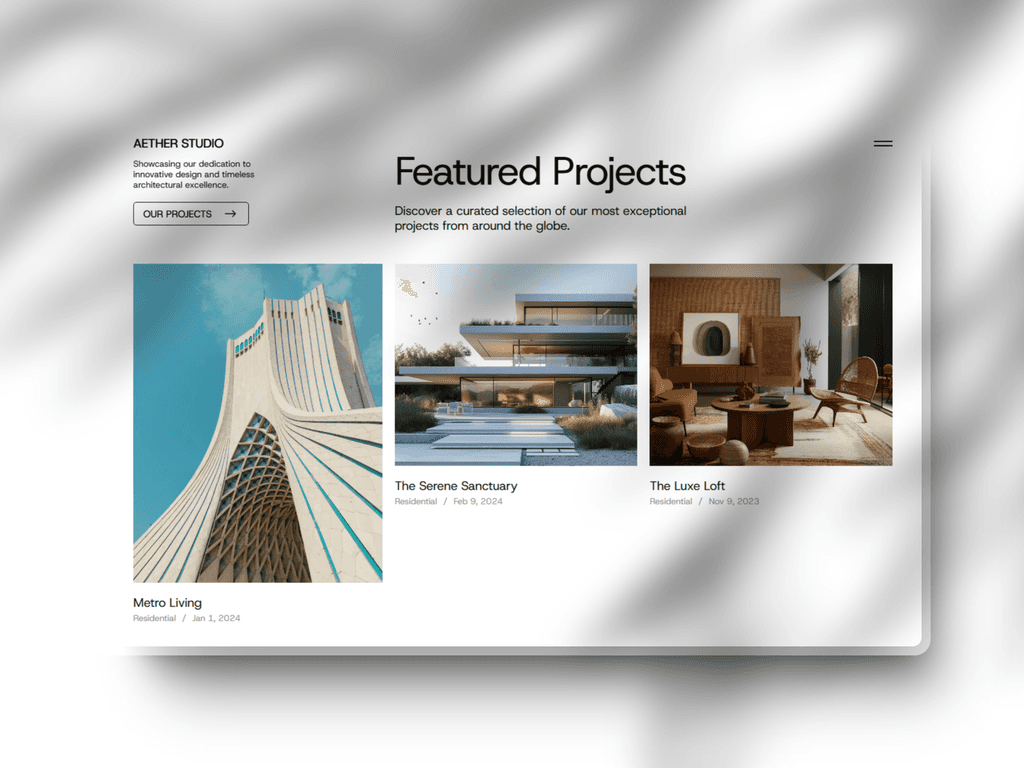 AETHER STUDIO
Showcasing our dedication to
innovative design and timeless
architectural excellence.
OUR PROJECTS
Featured Projects
Discover a curated selection of our most exceptional
projects from around the globe.
Metro Living
Residential / Jan 1, 2024
The Serene Sanctuary
Residential / Feb 9, 2024
The Luxe Loft
Residential / Nov 9, 2023